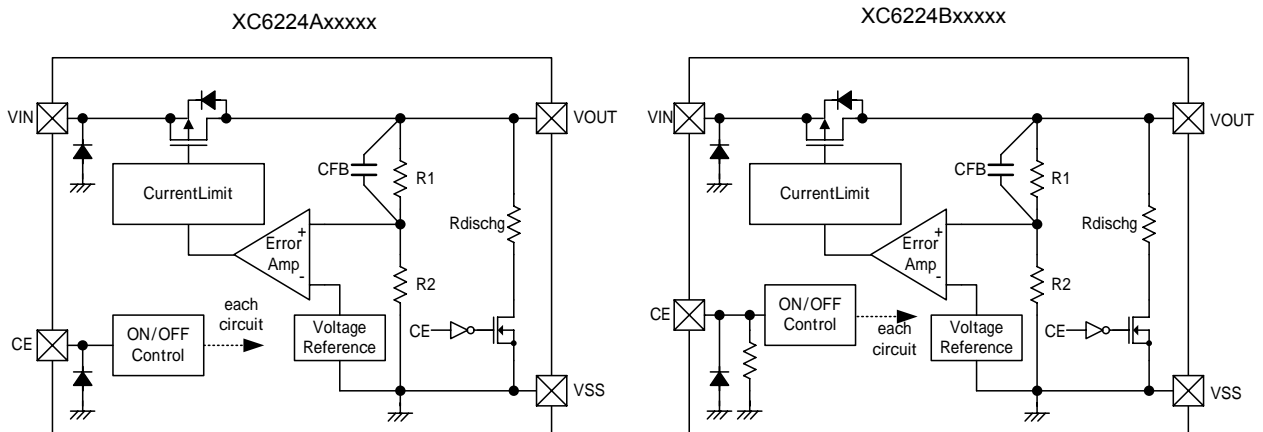 XC6224Axxxxx
VIN
VOUT
CurrentLimit
CFB
R1
Rdischg
+
Error
Amp
-
R2
each
circuit
CE
ON/OFF
Control
Voltage
Reference
CE
VSS
XC6224Bxxxxx
VIN
VOUT
CurrentLimit
CFB
R1
Rdischg
+
Error
Amp
-
R2
CE
ON/OFF
Control
each
circuit
Voltage
Reference
CE
VSS